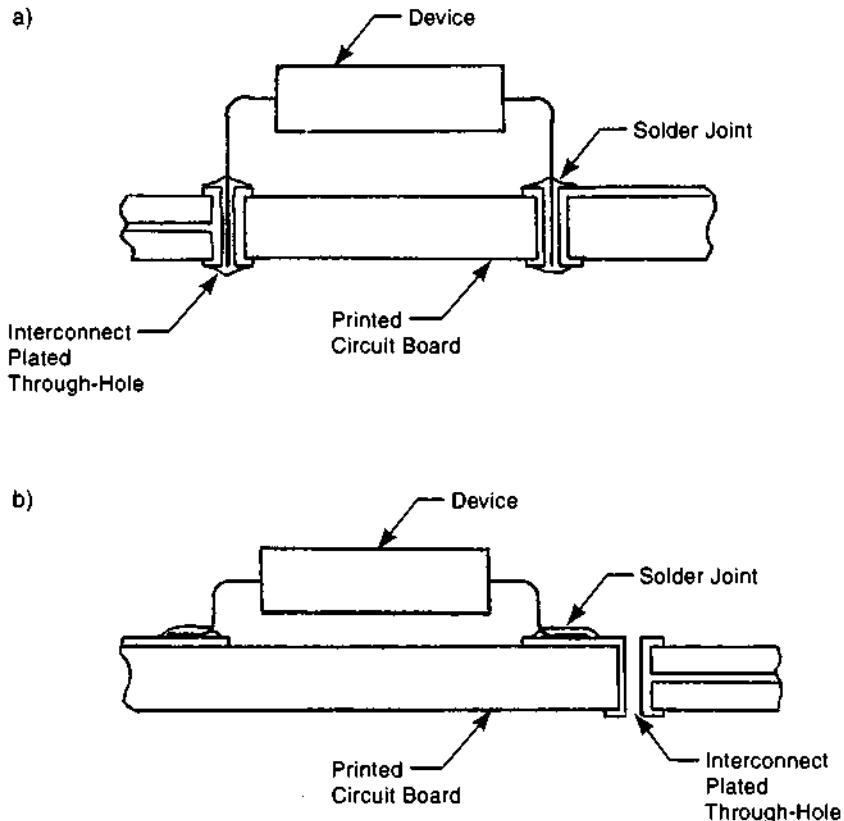 a)
Device
Solder Joint
Interconnect
Plated
Through-Hole
Printed
Circuit Board
b)
Device
Solder Joint
Printed
Circuit Board
Interconnect
Plated
Through-Hole